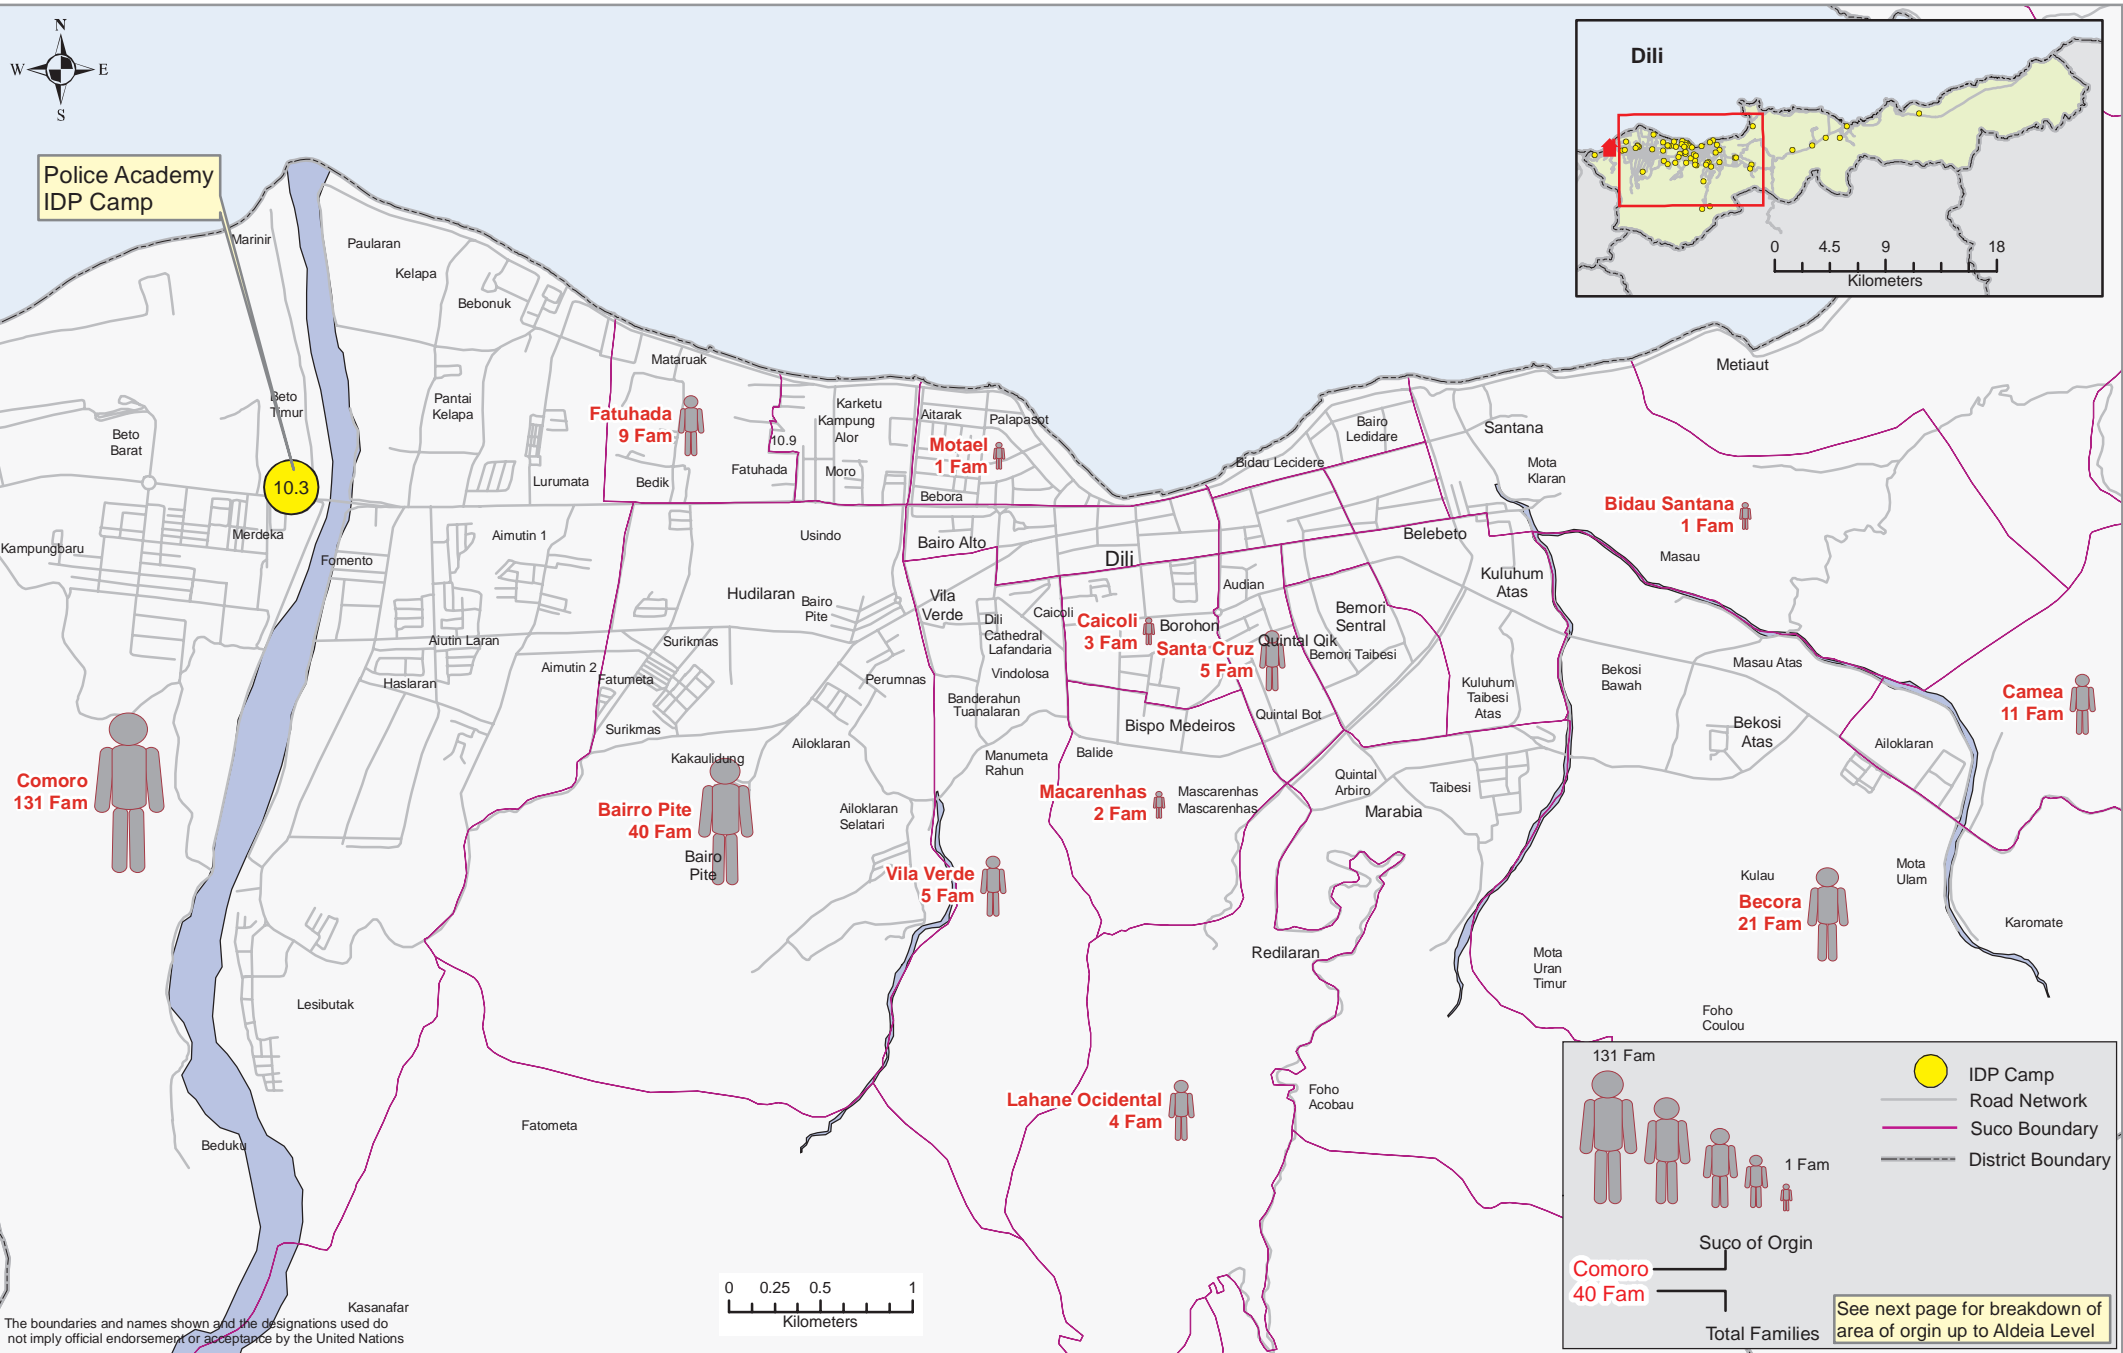 N
W
E
S
Police Academy
IDP Camp
Dili
0
4.5
9
18
Kilometers
Marinir
Paularan
Kelapa
Bebonuk
Metiaut
Mataruak
Beto
Timur
Pantai
Kelapa
Fatuhada
9 Fam
Karketu
Kampung
Alor
Aitarak
Palapasot
Bairo
Ledidare
Santana
Beto
Barat
10.9
Motael
1 Fam
Fatuhada
Moro
Bidau Lecidere
Mota
Klaran
10.3
Lurumata
Bedik
Bebora
Bidau Santana
1 Fam
Merdeka
Aimutin 1
Usindo
Bairo Alto
Belebeto
Kampungbaru
Fomento
Dili
Masau
Kuluhum
Atas
Audian
Hudilaran
Bairo
Pite
Vila
Verde
Caicoli
Dili
Cathedral
Lafandaria
Caicoli
3 Fam
Borohon
Bemori
Sentral
Aiutin Laran
Surikmas
Santa Cruz
5 Fam
Quintal Qik
Bemori Taibesi
Aimutin 2
Fatumeta
Perumnas
Vindolosa
Masau Atas
Bekosi
Bawah
Haslaran
Banderahun
Tuanalaran
Kuluhum
Taibesi
Atas
Camea
11 Fam
Surikmas
Bispo Medeiros
Quintal Bot
Bekosi
Atas
Ailoklaran
Ailoklaran
Kakaulidung
Manumeta
Rahun
Balide
Comoro
131 Fam
Quintal
Arbiro
Taibesi
Macarenhas
2 Fam
Mascarenhas
Mascarenhas
Bairro Pite
40 Fam
Ailoklaran
Selatari
Marabia
Bairo
Pite
Vila Verde
5 Fam
Kulau
Mota
Ulam
Becora
21 Fam
Karomate
Redilaran
Mota
Uran
Timur
Lesibutak
Foho
Coulou
Lahane Ocidental
4 Fam
Foho
Acobau
Fatometa
Beduku
131 Fam
1 Fam
IDP Camp
Road Network
Suco Boundary
District Boundary
Suco of Orgin
Comoro
40 Fam
Total Families
See next page for breakdown of
area of orgin up to Aldeia Level
0
0.25
0.5
1
Kilometers
Kasanafar
The boundaries and names shown and the designations used do
not imply official endorsement or acceptance by the United Nations